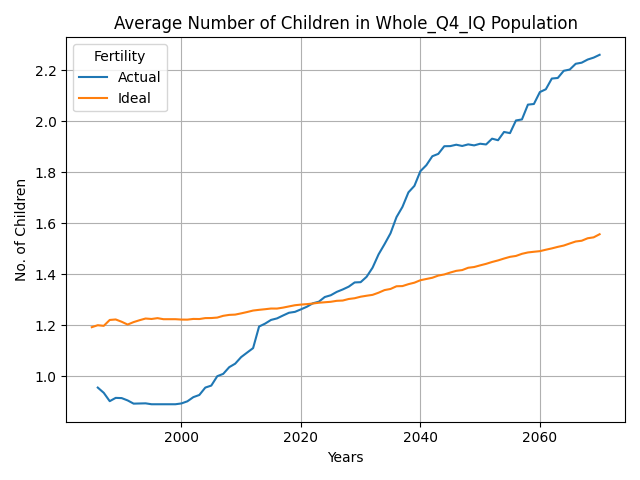 Average Number of Children in Whole_Q4_IQ Population
Fertility
Actual
Ideal
2.2
2.0
1.8
1.6
1.4
1.2
1.0
No. of Children
2000
2020
2040
2060
Years